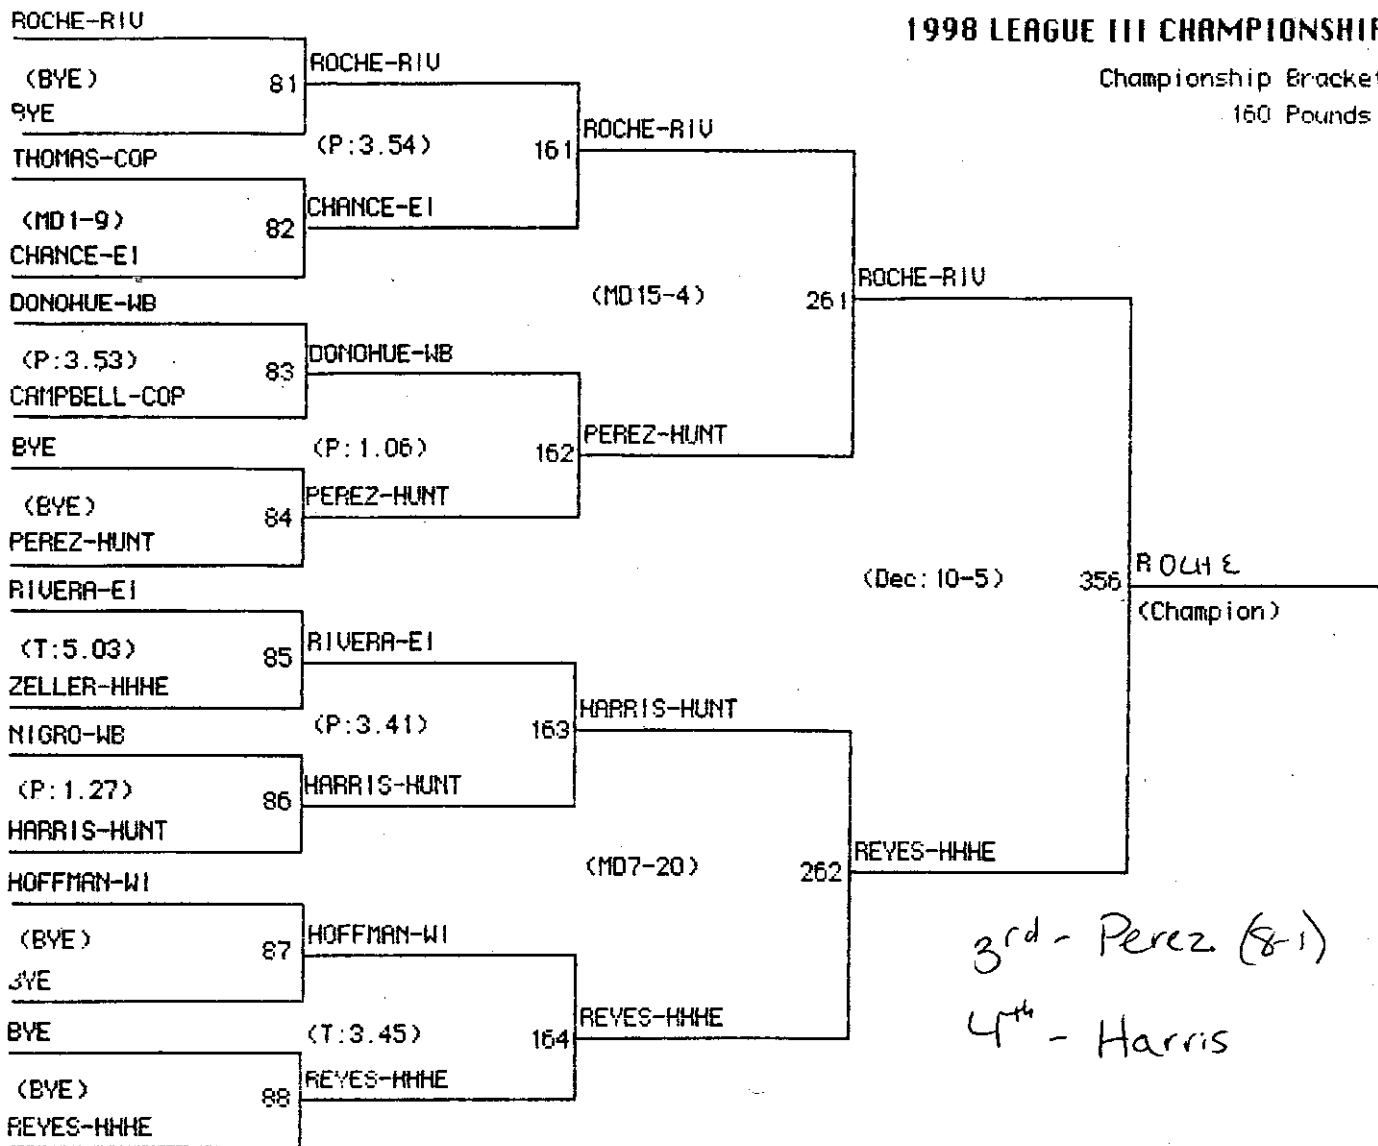 ROCHE-RIV
1998 LEAGUE III CHAMPIONSHIP
ROCHE-RIV
(BYE)
81
Championship Bracket
BYE
160 Pounds
ROCHE-RIV
(P:3.54)
161
THOMAS-COP
CHANCE-EI
(MD1-9)
82
CHANCE-EI
ROCHE-RIV
(MD15-4)
261
DONOHUE-WB
DONOHUE-WB
(P:3.53)
83
CAMPBELL-COP
PEREZ-HUNT
BYE
(P:1.06)
162
PEREZ-HUNT
(BYE)
84
PEREZ-HUNT
ROCHE
(Dec:10-5)
356
RIVERA-EI
(Champion)
RIVERA-EI
(T:5.03)
85
ZELLER-HHHE
HARRIS-HUNT
(P:3.41)
163
NIGRO-WB
HARRIS-HUNT
(P:1.27)
86
HARRIS-HUNT
REYES-HHHE
(MD7-20)
262
HOFFMAN-WI
HOFFMAN-WI
(BYE)
87
3rd - Perez (8-1)
BYE
REYES-HHHE
BYE
(T:3.45)
164
4th - Harris
REYES-HHHE
(BYE)
88
REYES-HHHE